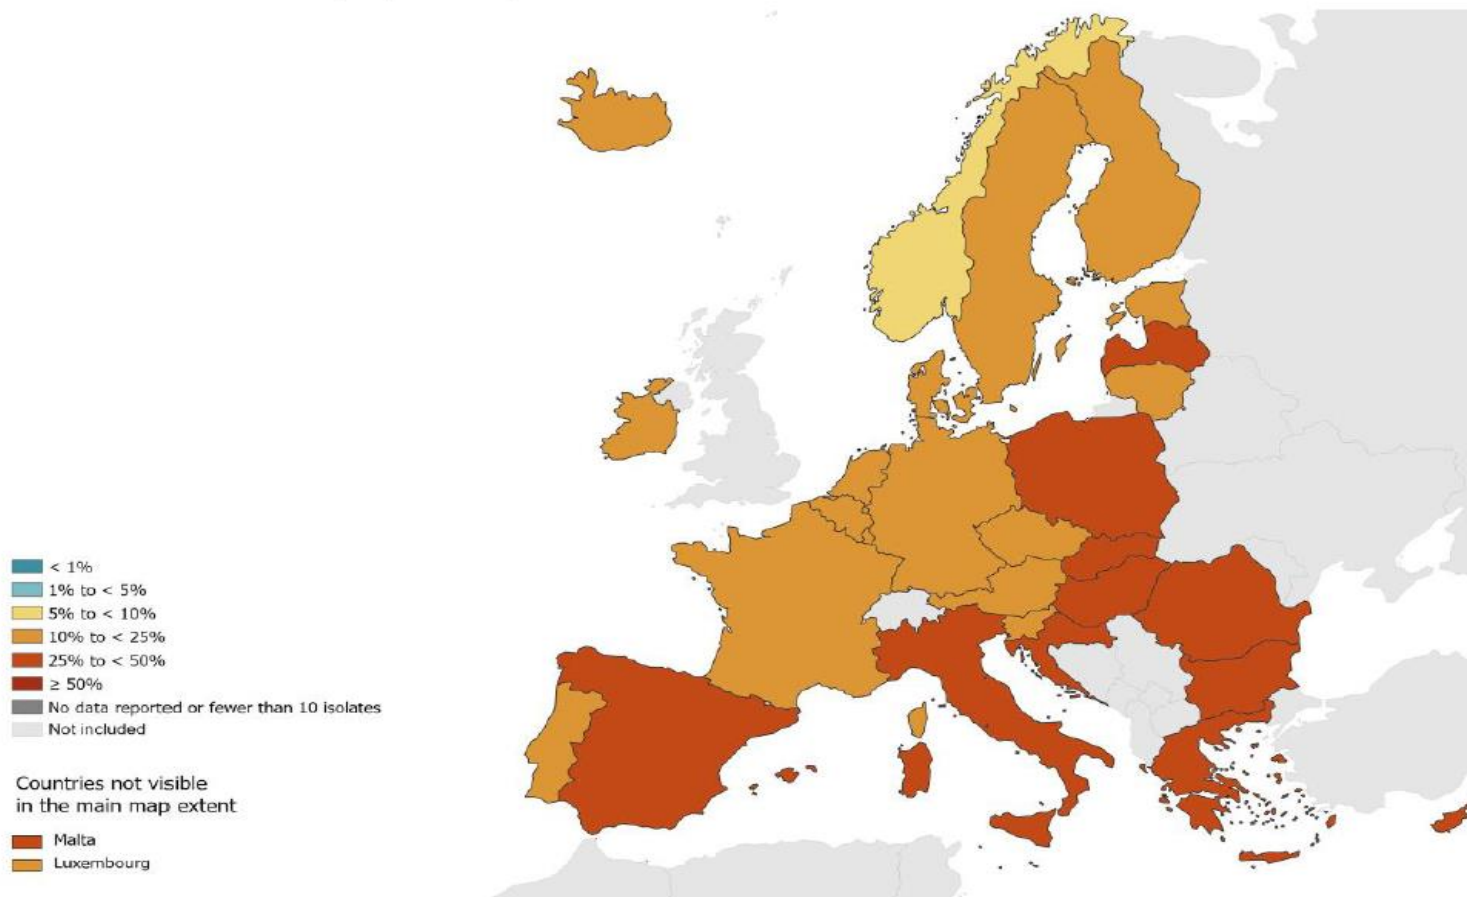 < 1%
1% to < 5%
5% to < 10%
10% to < 25%
25% to < 50%
≥ 50%
No data reported or fewer than 10 isolates
Not included
Countries not visible
in the main map extent
Malta
Luxembourg